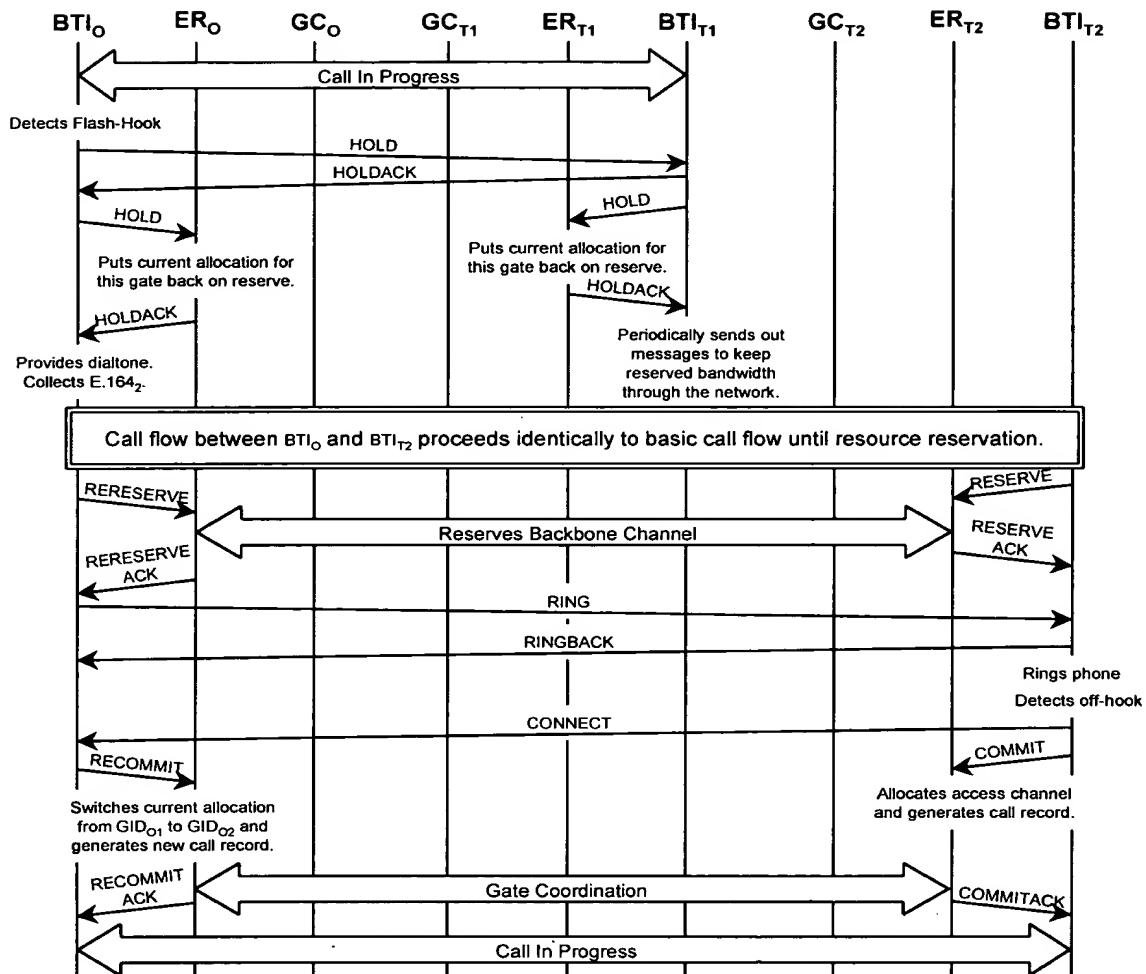 BTI_O ER_O GC_O GC_T1 ER_T1 BTI_T1 GC_T2 ER_T2 BTI_T2
Call In Progress
Detects Flash-Hook
HOLD
HOLDACK
HOLD
HOLD
Puts current allocation for
this gate back on reserve.
Puts current allocation for
this gate back on reserve.
HOLDACK
HOLDACK
Provides dialtone.
Collects E.164_2.
Periodically sends out
messages to keep
reserved bandwidth
through the network.
Call flow between BTI_O and BTI_T2 proceeds identically to basic call flow until resource reservation.
RERESERVE
RESERVE
Reserves Backbone Channel
RESERVE
ACK
RERESERVE
ACK
RING
RINGBACK
Rings phone
Detects off-hook
CONNECT
RECOMMIT
COMMIT
Switches current allocation
from GID_O1 to GID_O2 and
generates new call record.
Allocates access channel
and generates call record.
RECOMMIT
ACK
Gate Coordination
COMMITACK
Call In Progress